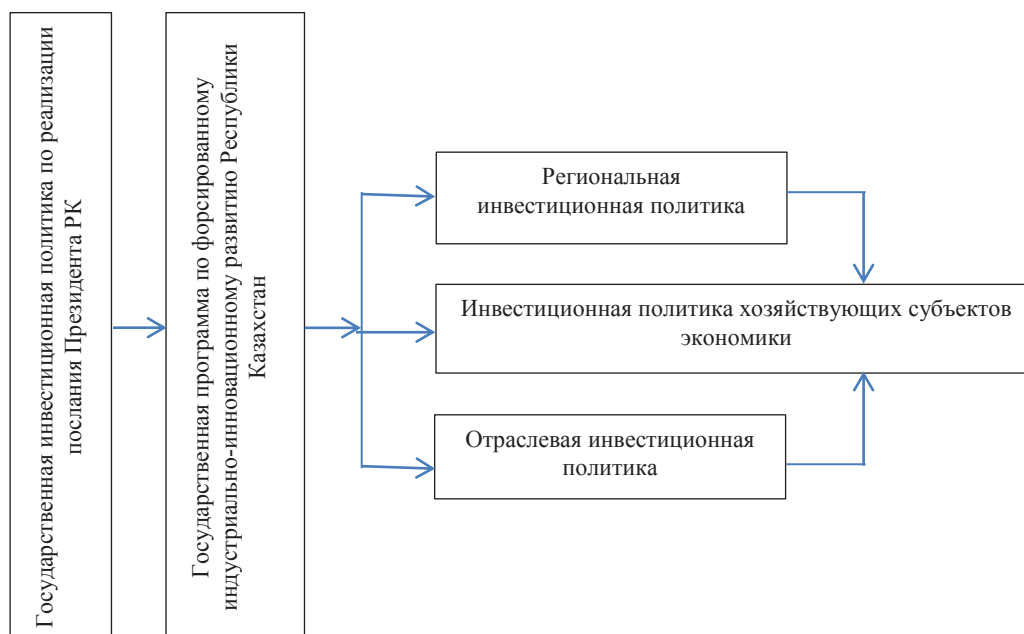 Государственная инвестиционная политика по реализации
послания Президента РК
Государственная программа по форсированному
индустриально-инновационному развитию Республики
Казахстан
Региональная
инвестиционная политика
Инвестиционная политика хозяйствующих субъектов
экономики
Отраслевая инвестиционная
политика